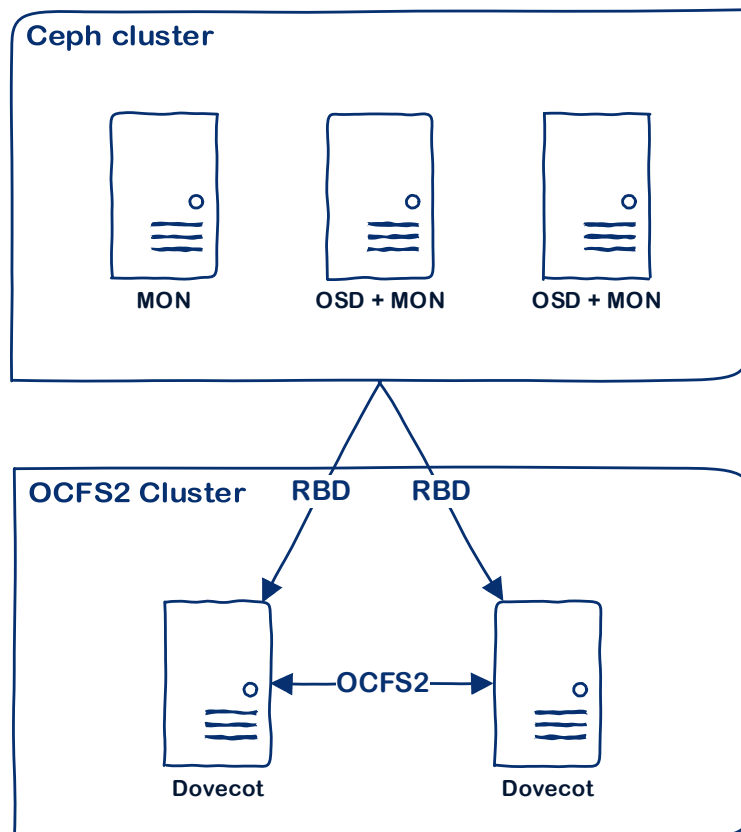 Ceph cluster
MON
OSD + MON
OSD + MON
OCFS2 Cluster
RBD
RBD
OCFS2
Dovecot
Dovecot